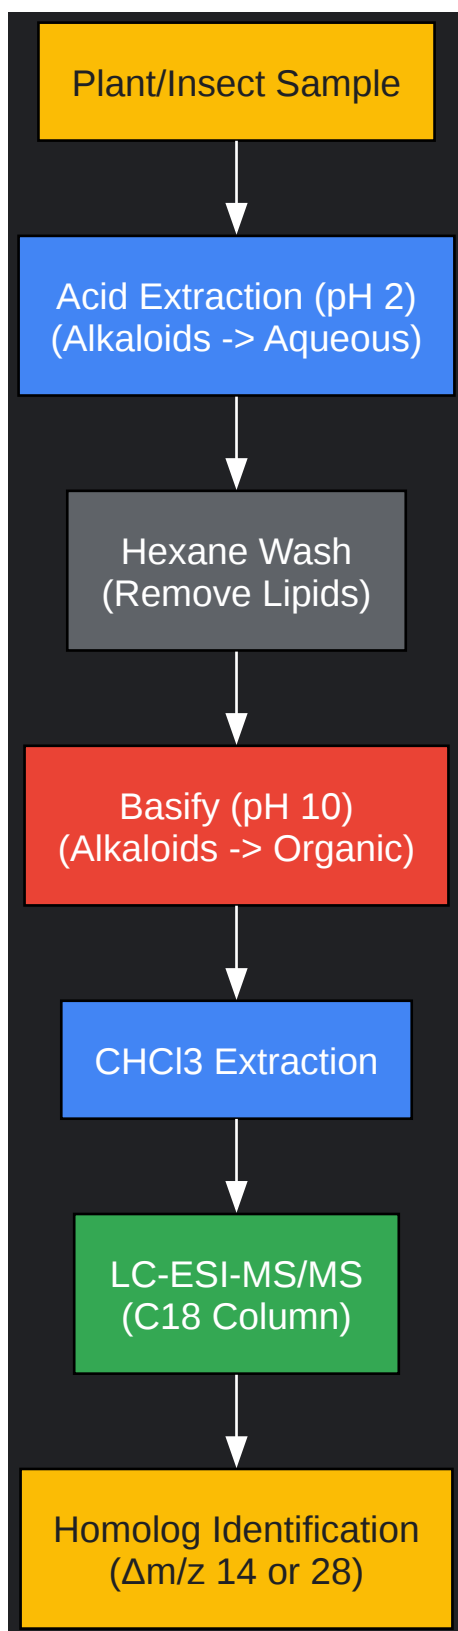 Plant/Insect Sample
Acid Extraction (pH 2)
(Alkaloids -> Aqueous)
Hexane Wash
(Remove Lipids)
Basify (pH 10)
(Alkaloids -> Organic)
CHCl3 Extraction
LC-ESI-MS/MS
(C18 Column)
Homolog Identification
(Δm/z 14 or 28)